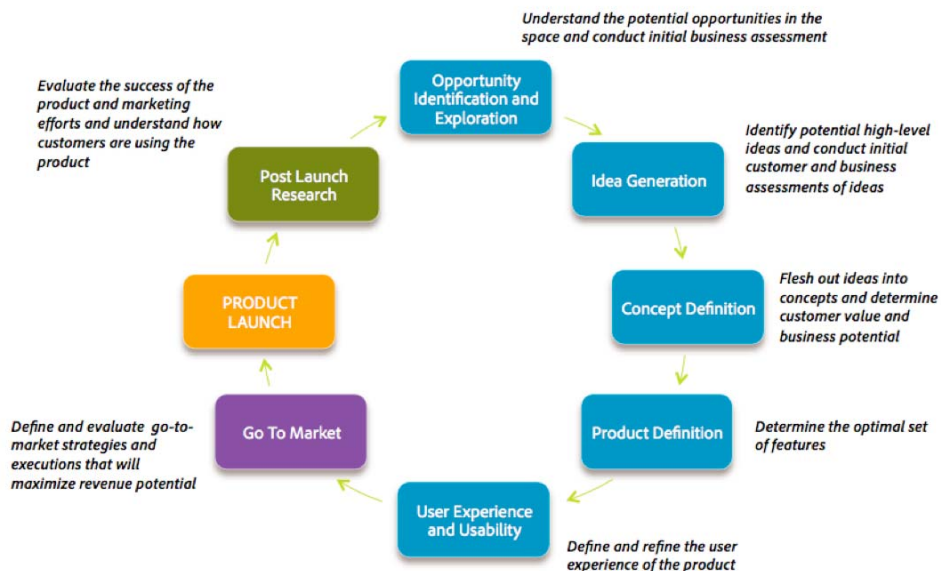 Understand the potential opportunities in the
space and conduct initial business assessment
Opportunity
Identification and
Exploration
Identify potential high-level
ideas and conduct initial
customer and business
assessments of ideas
Idea Generation
Flesh out ideas into
concepts and determine
customer value and
business potential
Concept Definition
Determine the optimal set
of features
Product Definition
Define and refine the user
experience of the product
User Experience
and Usability
Define and evaluate go-to-
market strategies and
executions that will
maximize revenue potential
Go To Market
PRODUCT
LAUNCH
Evaluate the success of the
product and marketing
efforts and understand how
customers are using the
product
Post Launch
Research